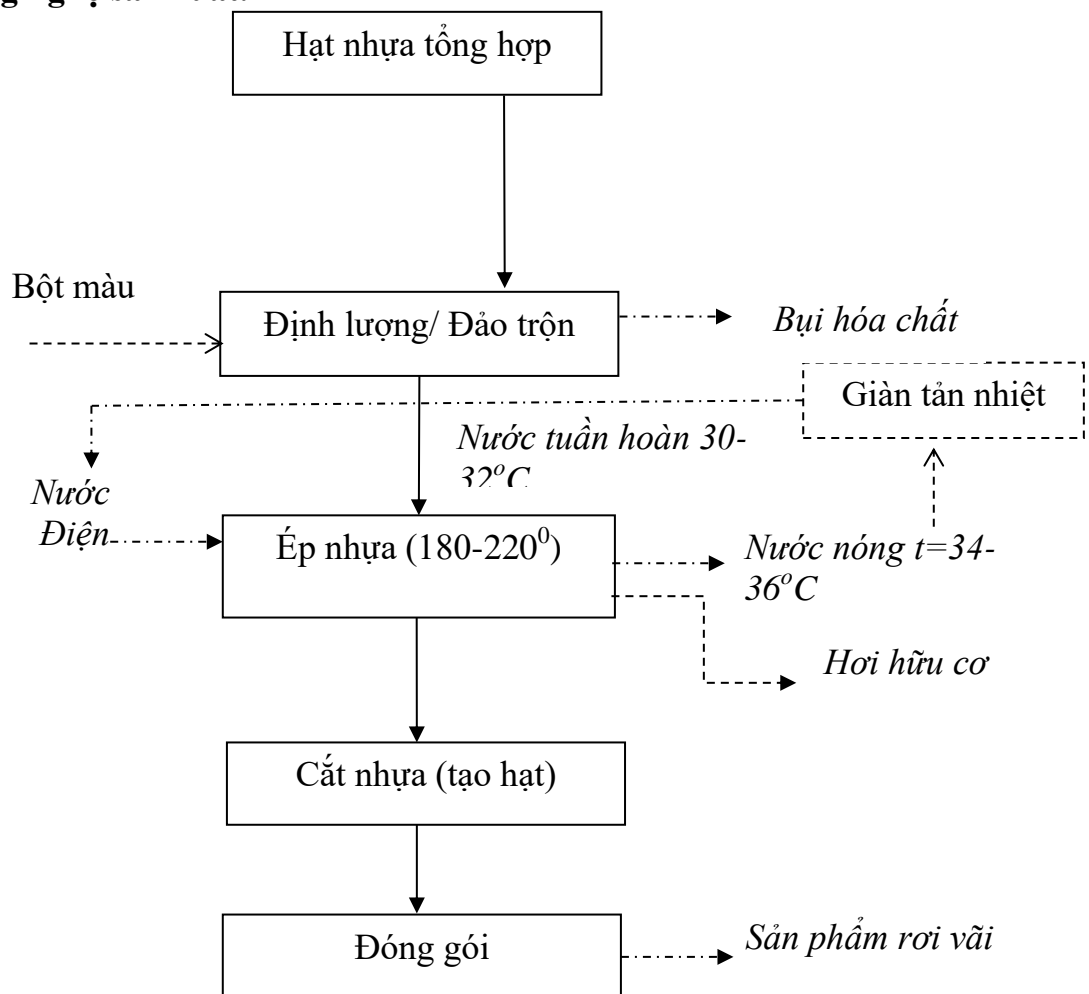 Hạt nhựa tổng hợp
Bột màu
Định lượng/ Đảo trộn
Bụi hóa chất
Giàn tản nhiệt
Nước tuần hoàn 30-
32°C
Nước
Điện
Ép nhựa (180-220⁰)
Nước nóng t=34-
36°C
Hơi hữu cơ
Cắt nhựa (tạo hạt)
Đóng gói
Sản phẩm rơi vãi